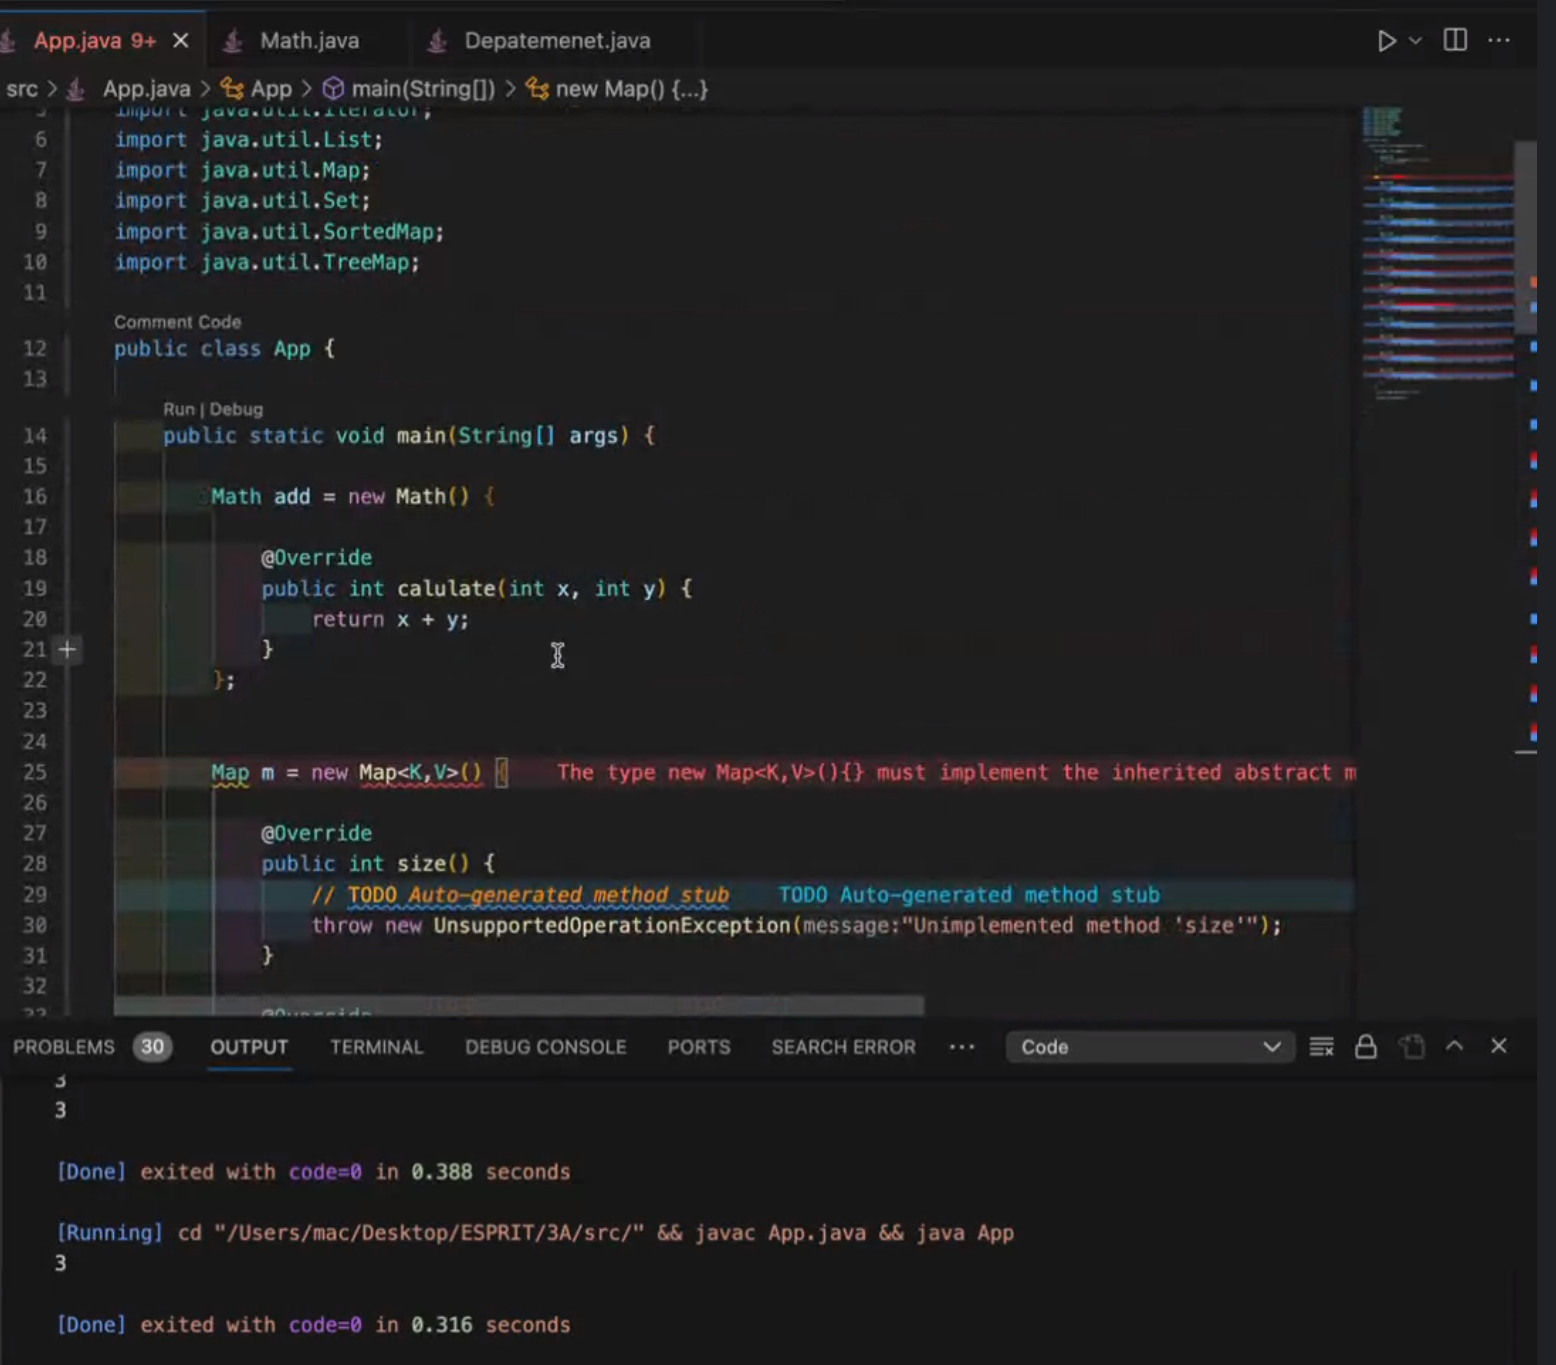 App.java 9+ Math.java Depatemenet.java
src > App.java > App > main(String[]) > new Map() {...}
5 import java.util.Iterator;
6 import java.util.List;
7 import java.util.Map;
8 import java.util.Set;
9 import java.util.SortedMap;
10 import java.util.TreeMap;
11
Comment Code
12 public class App {
13
Run | Debug
14 public static void main(String[] args) {
15
16 Math add = new Math() {
17
18 @Override
19 public int calulate(int x, int y) {
20 return x + y;
21 }
22 };
23
24
25 Map m = new Map<K,V>() { The type new Map<K,V>(){} must implement the inherited abstract m
26
27 @Override
28 public int size() {
29 // TODO Auto-generated method stub TODO Auto-generated method stub
30 throw new UnsupportedOperationException(message:"Unimplemented method 'size'");
31 }
32
33 @Override
PROBLEMS 30 OUTPUT TERMINAL DEBUG CONSOLE PORTS SEARCH ERROR ... Code
3
3
[Done] exited with code=0 in 0.388 seconds
[Running] cd "/Users/mac/Desktop/ESPRIT/3A/src/" && javac App.java && java App
3
[Done] exited with code=0 in 0.316 seconds